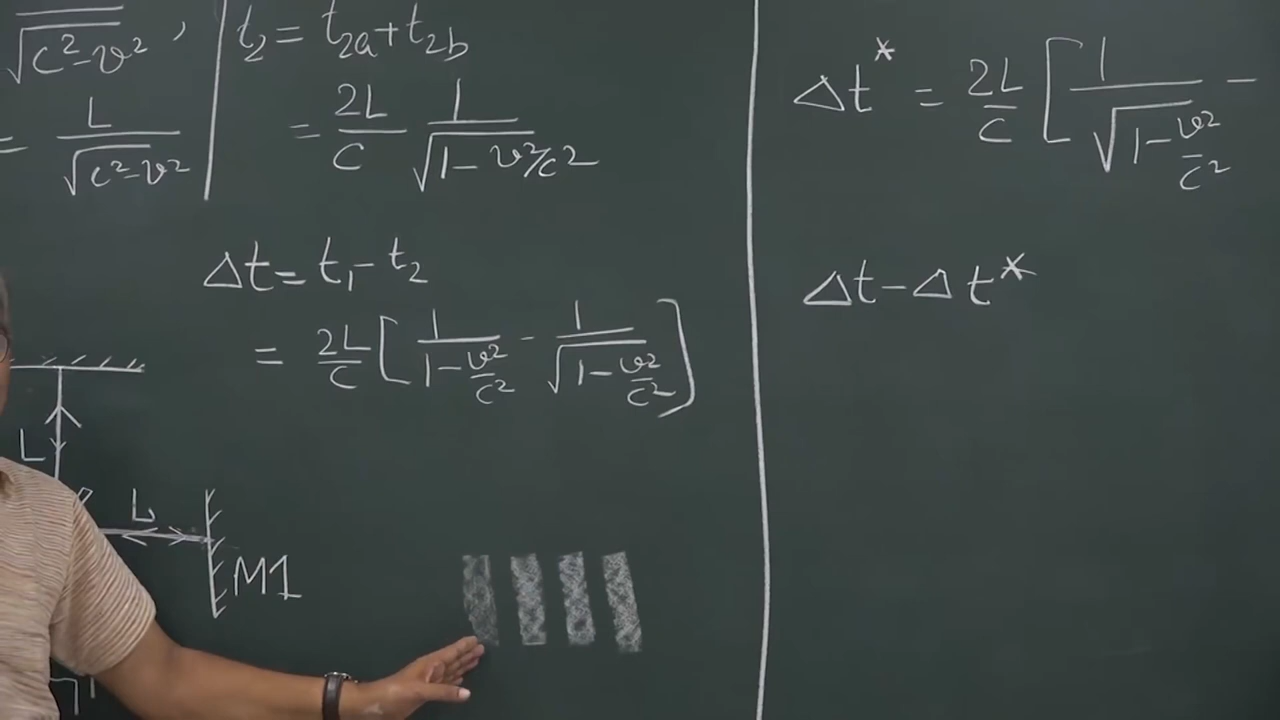 √(c²-v²) ,
= L/√(c²-v²)
t₂ = t₂ₐ + t₂b
= 2L/C 1/√(1-v²/c²)
Δt = t₁ - t₂
= 2L/C [1/(1-v²/c²) - 1/√(1-v²/c²)]
L
L
M1
Δt* = 2L/C [1/√(1-v²/c²) -
Δt - Δt*